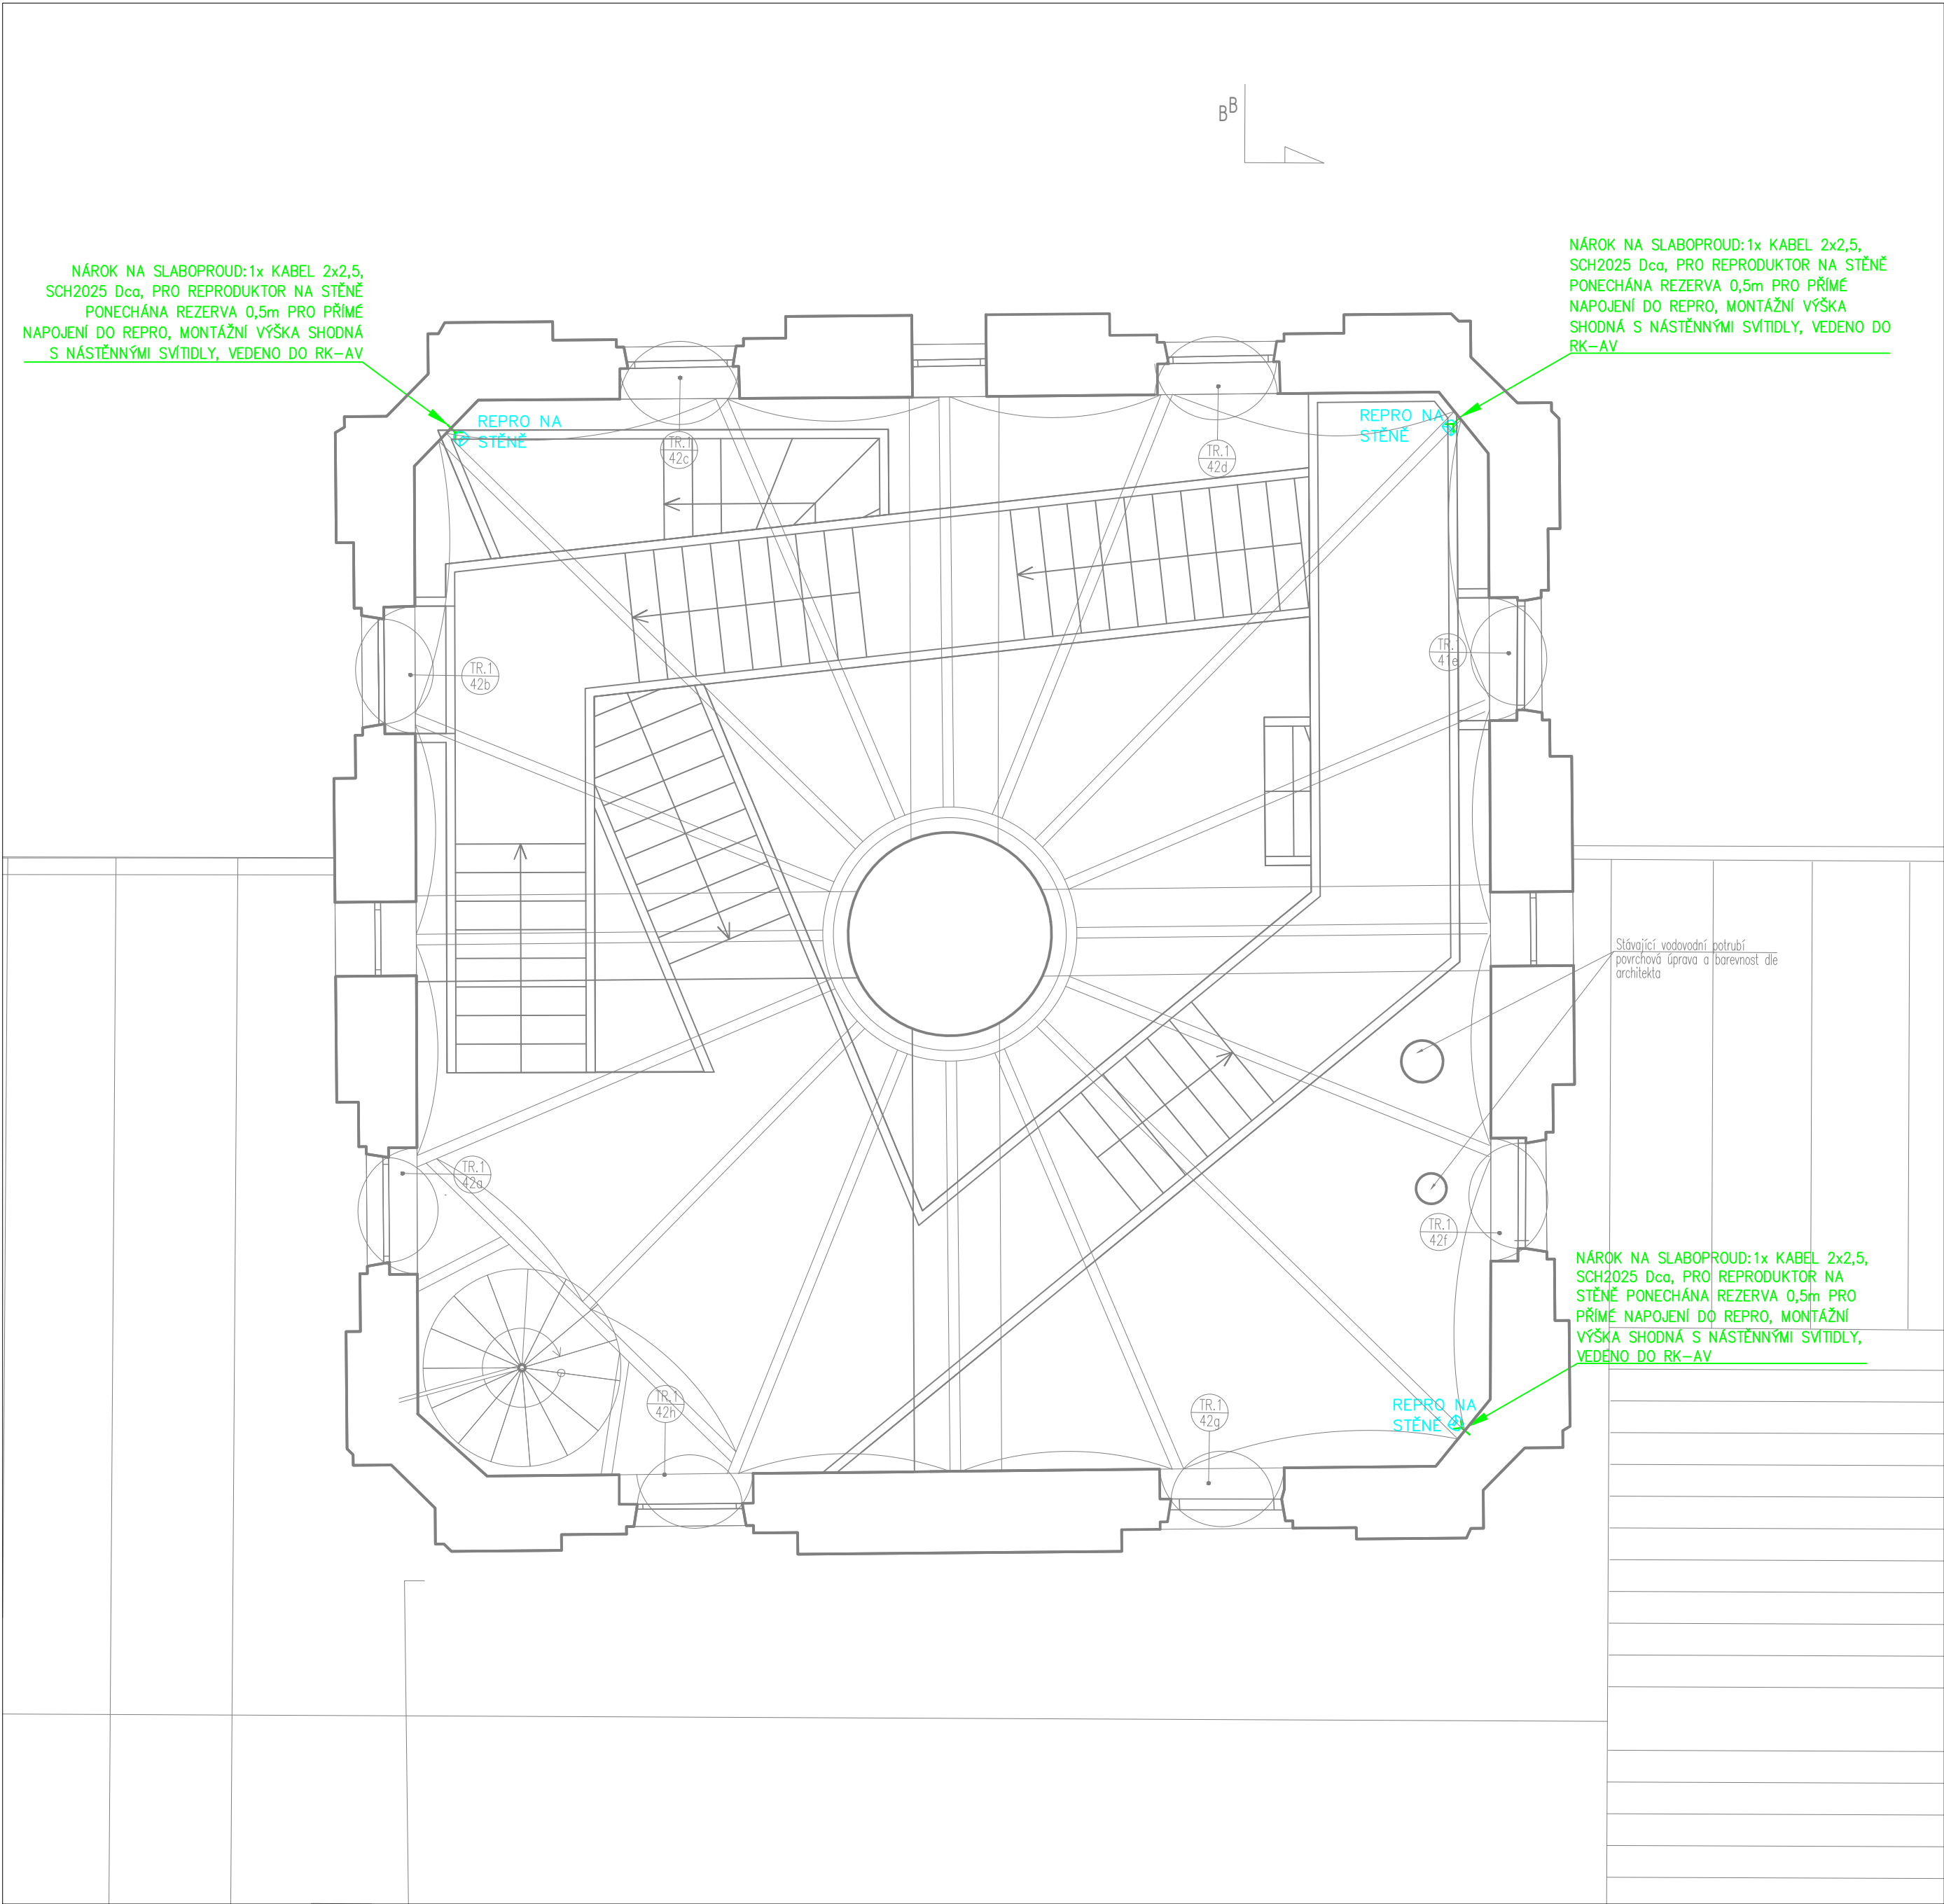 B B
NÁROK NA SLABOPROUD: 1x KABEL 2x2,5,
SCH2025 Dca, PRO REPRODUKTOR NA STĚNĚ
PONECHÁNA REZERVA 0,5m PRO PŘÍMÉ
NAPOJENÍ DO REPRO, MONTÁŽNÍ VÝŠKA SHODNÁ
S NÁSTĚNNÝMI SVÍTIDLY, VEDENO DO RK-AV
NÁROK NA SLABOPROUD: 1x KABEL 2x2,5,
SCH2025 Dca, PRO REPRODUKTOR NA STĚNĚ
PONECHÁNA REZERVA 0,5m PRO PŘÍMÉ
NAPOJENÍ DO REPRO, MONTÁŽNÍ VÝŠKA
SHODNÁ S NÁSTĚNNÝMI SVÍTIDLY, VEDENO DO
RK-AV
REPRO NA
STĚNĚ
REPRO NA
STĚNĚ
TR.1
42c
TR.1
42d
TR.1
41e
TR.1
42b
Stávající vodovodní potrubí
povrchová úprava a barevnost dle
architekta
TR.1
42a
TR.1
42f
NÁROK NA SLABOPROUD: 1x KABEL 2x2,5,
SCH2025 Dca, PRO REPRODUKTOR NA
STĚNĚ PONECHÁNA REZERVA 0,5m PRO
PŘÍMÉ NAPOJENÍ DO REPRO, MONTÁŽNÍ
VÝŠKA SHODNÁ S NÁSTĚNNÝMI SVÍTIDLY,
VEDENO DO RK-AV
TR.1
42h
TR.1
42g
REPRO NA
STĚNĚ